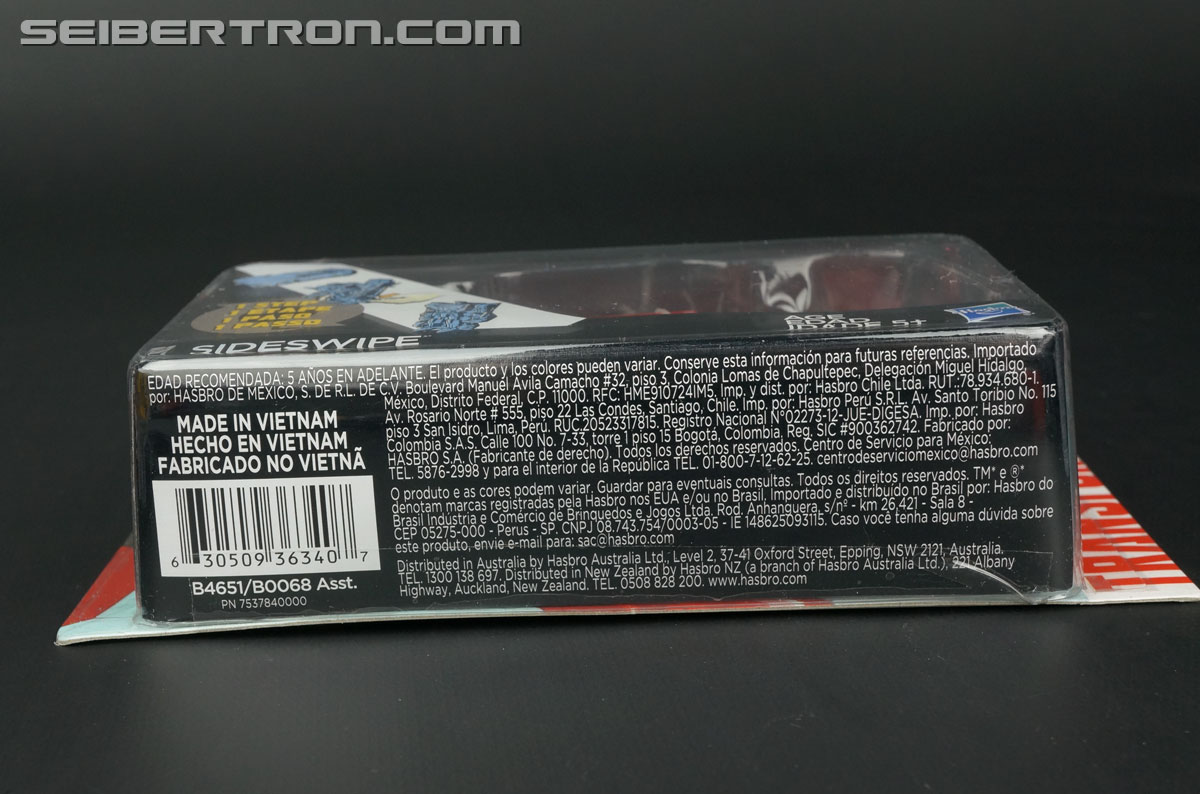 SEIBERTRON.com
1 STEP
1 PASO
SIDESWIPE
AGE
EDAD
IDADE 5+
EDAD RECOMENDADA: 5 AÑOS EN ADELANTE. El producto y los colores pueden variar. Conserve esta información para futuras referencias. Importado
por: HASBRO DE MÉXICO, S. DE R.L. DE C.V. Boulevard Manuel Ávila Camacho #32, piso 3, Colonia Lomas de Chapultepec, Delegación Miguel Hidalgo,
México, Distrito Federal, C.P. 11000. RFC: HME910724IM5. Imp. y dist. por: Hasbro Chile Ltda. RUT.:78.934.680-1.
Av. Rosario Norte # 555, piso 22 Las Condes, Santiago, Chile. Imp. por: Hasbro Perú S.R.L. Av. Santo Toribio No. 115
piso 3 San Isidro, Lima, Perú. RUC.20523317815. Registro Nacional N°02273-12-JUE-DIGESA. Imp. por: Hasbro
Colombia S.A.S. Calle 100 No. 7-33, torre 1 piso 15 Bogotá, Colombia, Reg. SIC #900362742. Fabricado por:
HASBRO S.A. (Fabricante de derecho). Todos los derechos reservados. Centro de Servicio para México:
TEL. 5876-2998 y para el interior de la República TEL. 01-800-7-12-62-25. centrodeserviciomexico@hasbro.com
MADE IN VIETNAM
HECHO EN VIETNAM
FABRICADO NO VIETNÃ
6 30509 36340 7
B4651/B0068 Asst.
PN 7537840000
O produto e as cores podem variar. Guardar para eventuais consultas. Todos os direitos reservados. TM* e ®*
denotam marcas registradas pela Hasbro nos EUA e/ou no Brasil. Importado e distribuído no Brasil por: Hasbro do
Brasil Indústria e Comércio de Brinquedos e Jogos Ltda. Rod. Anhanguera, s/nº - km 26,421 - Sala 8 -
CEP 05275-000 - Perus - SP. CNPJ 08.743.75470003-05 - IE 148625093115. Caso você tenha alguma dúvida sobre
este produto, envie e-mail para: sac@hasbro.com
Distributed in Australia by Hasbro Australia Ltd., Level 2, 37-41 Oxford Street, Epping, NSW 2121, Australia.
TEL. 1300 138 697. Distributed in New Zealand by Hasbro NZ (a branch of Hasbro Australia Ltd.), 221 Albany
Highway, Auckland, New Zealand. TEL. 0508 828 200. www.hasbro.com